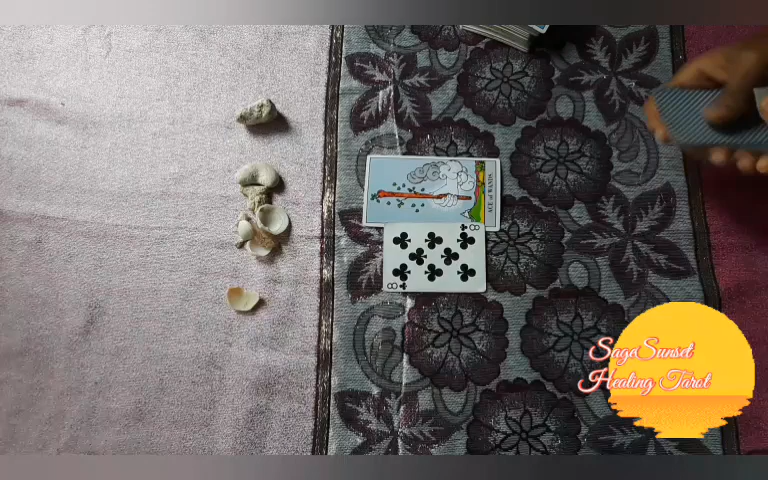 ACE of WANDS.
8
8
SageSunset
Healing Tarot